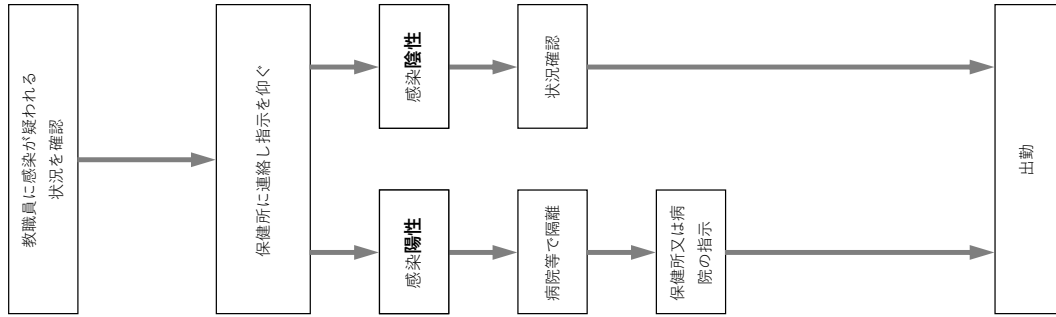 教職員に感染が疑われる
状況を確認
保健所に連絡し指示を仰ぐ
感染陽性
感染陰性
病院等で隔離
状況確認
保健所又は病
院の指示
出勤